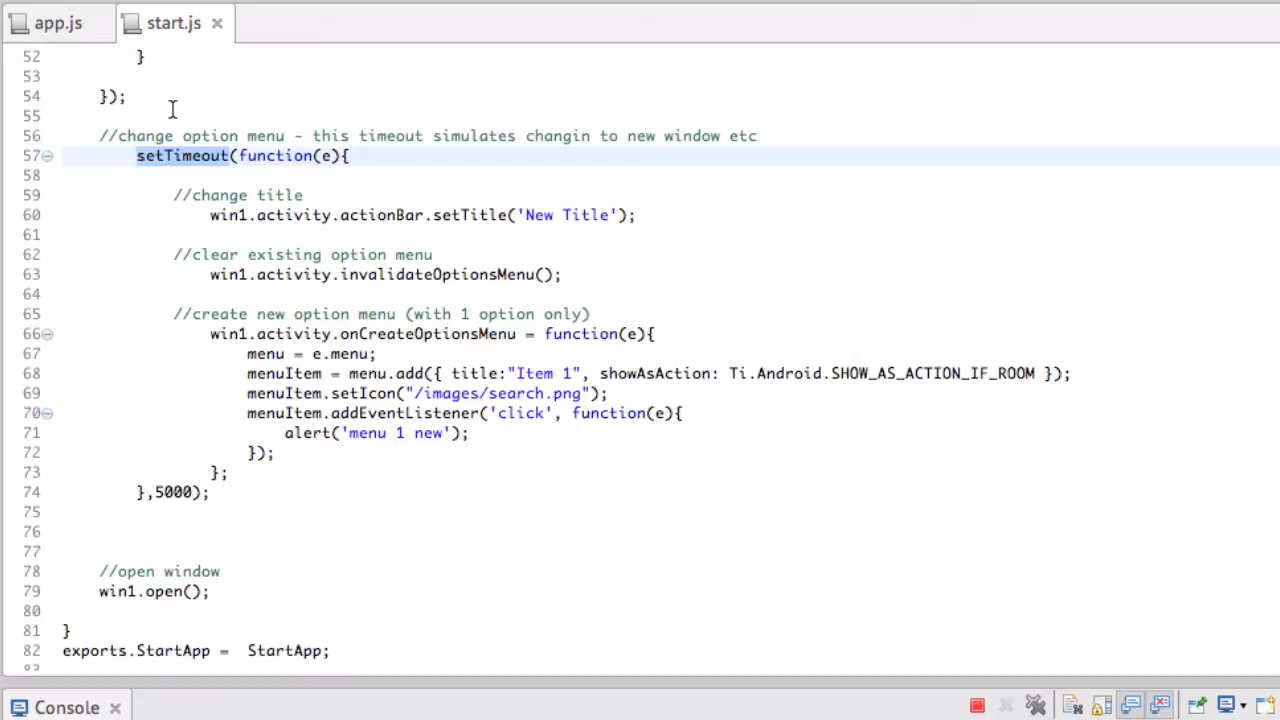 app.js
start.js
52 }
53
54 });
55
56 //change option menu - this timeout simulates changin to new window etc
57 setTimeout(function(e){
58
59 //change title
60 win1.activity.actionBar.setTitle('New Title');
61
62 //clear existing option menu
63 win1.activity.invalidateOptionsMenu();
64
65 //create new option menu (with 1 option only)
66 win1.activity.onCreateOptionsMenu = function(e){
67 menu = e.menu;
68 menuItem = menu.add({ title:"Item 1", showAsAction: Ti.Android.SHOW_AS_ACTION_IF_ROOM });
69 menuItem.setIcon("/images/search.png");
70 menuItem.addEventListener('click', function(e){
71 alert('menu 1 new');
72 });
73 };
74 },5000);
75
76
77
78 //open window
79 win1.open();
80
81 }
82 exports.StartApp = StartApp;
Console